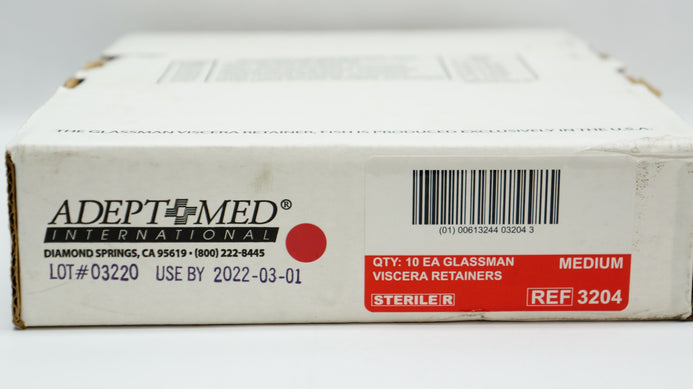 THE GLASSMAN VISCERA RETAINER, FISH IS PRODUCED EXCLUSIVELY IN THE U.S.A.
ADEPT MED®
INTERNATIONAL
DIAMOND SPRINGS, CA 95619 • (800) 222-8445
LOT# 03220 USE BY 2022-03-01
(01) 00613244 03204 3
QTY: 10 EA GLASSMAN
VISCERA RETAINERS
MEDIUM
STERILE R
REF 3204